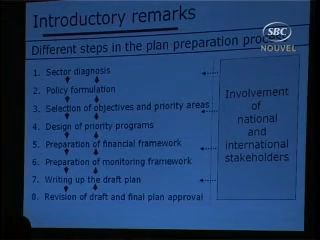 Introductory remarks
SBC
NOUVEL
Different steps in the plan preparation
1. Sector diagnosis
2. Policy formulation
3. Selection of objectives and priority areas
4. Design of priority programs
5. Preparation of financial framework
6. Preparation of monitoring framework
7. Writing up the draft plan
8. Revision of draft and final plan approval
Involvement
of
national
and
international
stakeholders